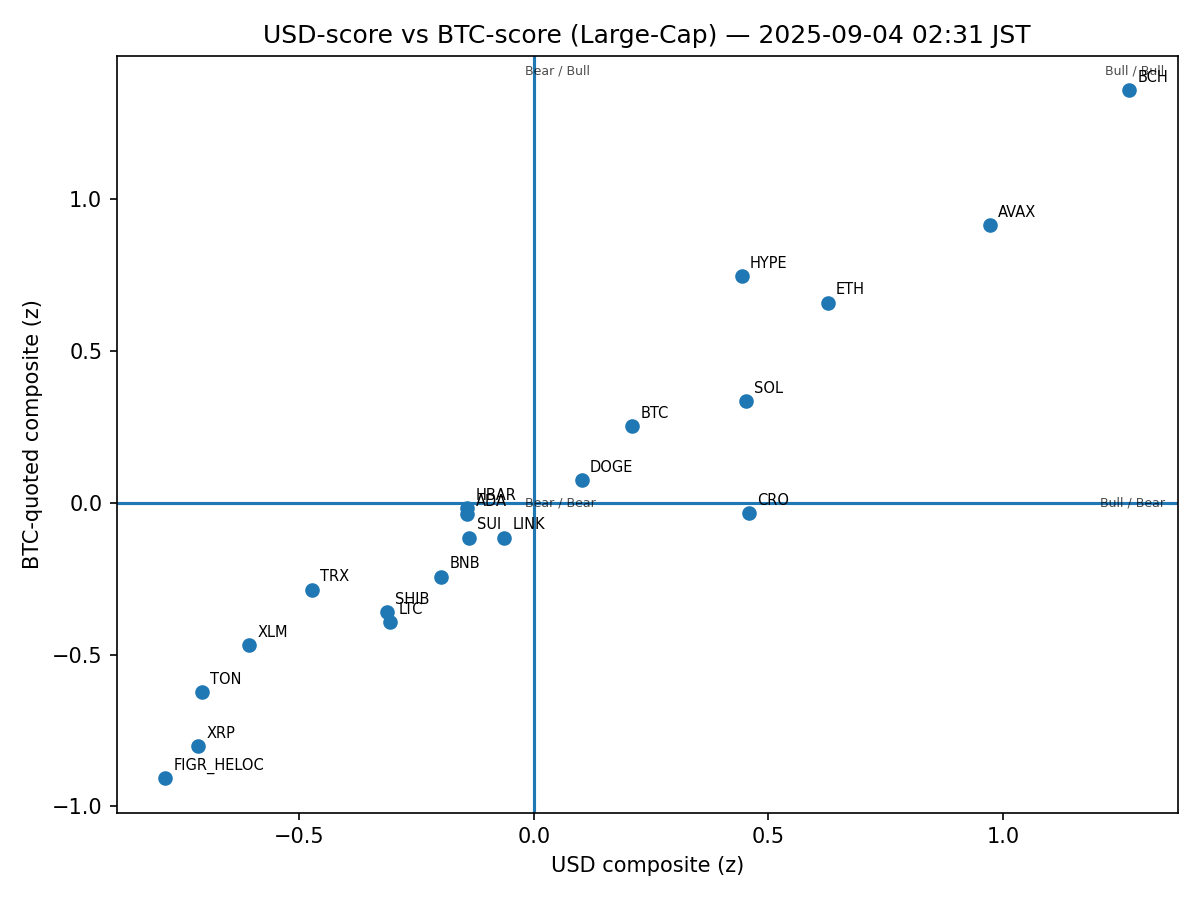 USD-score vs BTC-score (Large-Cap) — 2025-09-04 02:31 JST
Bear / Bull
Bull / Bull
BCH
1.0
AVAX
HYPE
ETH
0.5
SOL
BTC
DOGE
HBAR
ADA
0.0
Bear / Bear
CRO
Bull / Bear
SUI
LINK
BNB
TRX
SHIB
LTC
−0.5
XLM
TON
XRP
FIGR_HELOC
−1.0
−0.5
0.0
0.5
1.0
USD composite (z)
BTC-quoted composite (z)